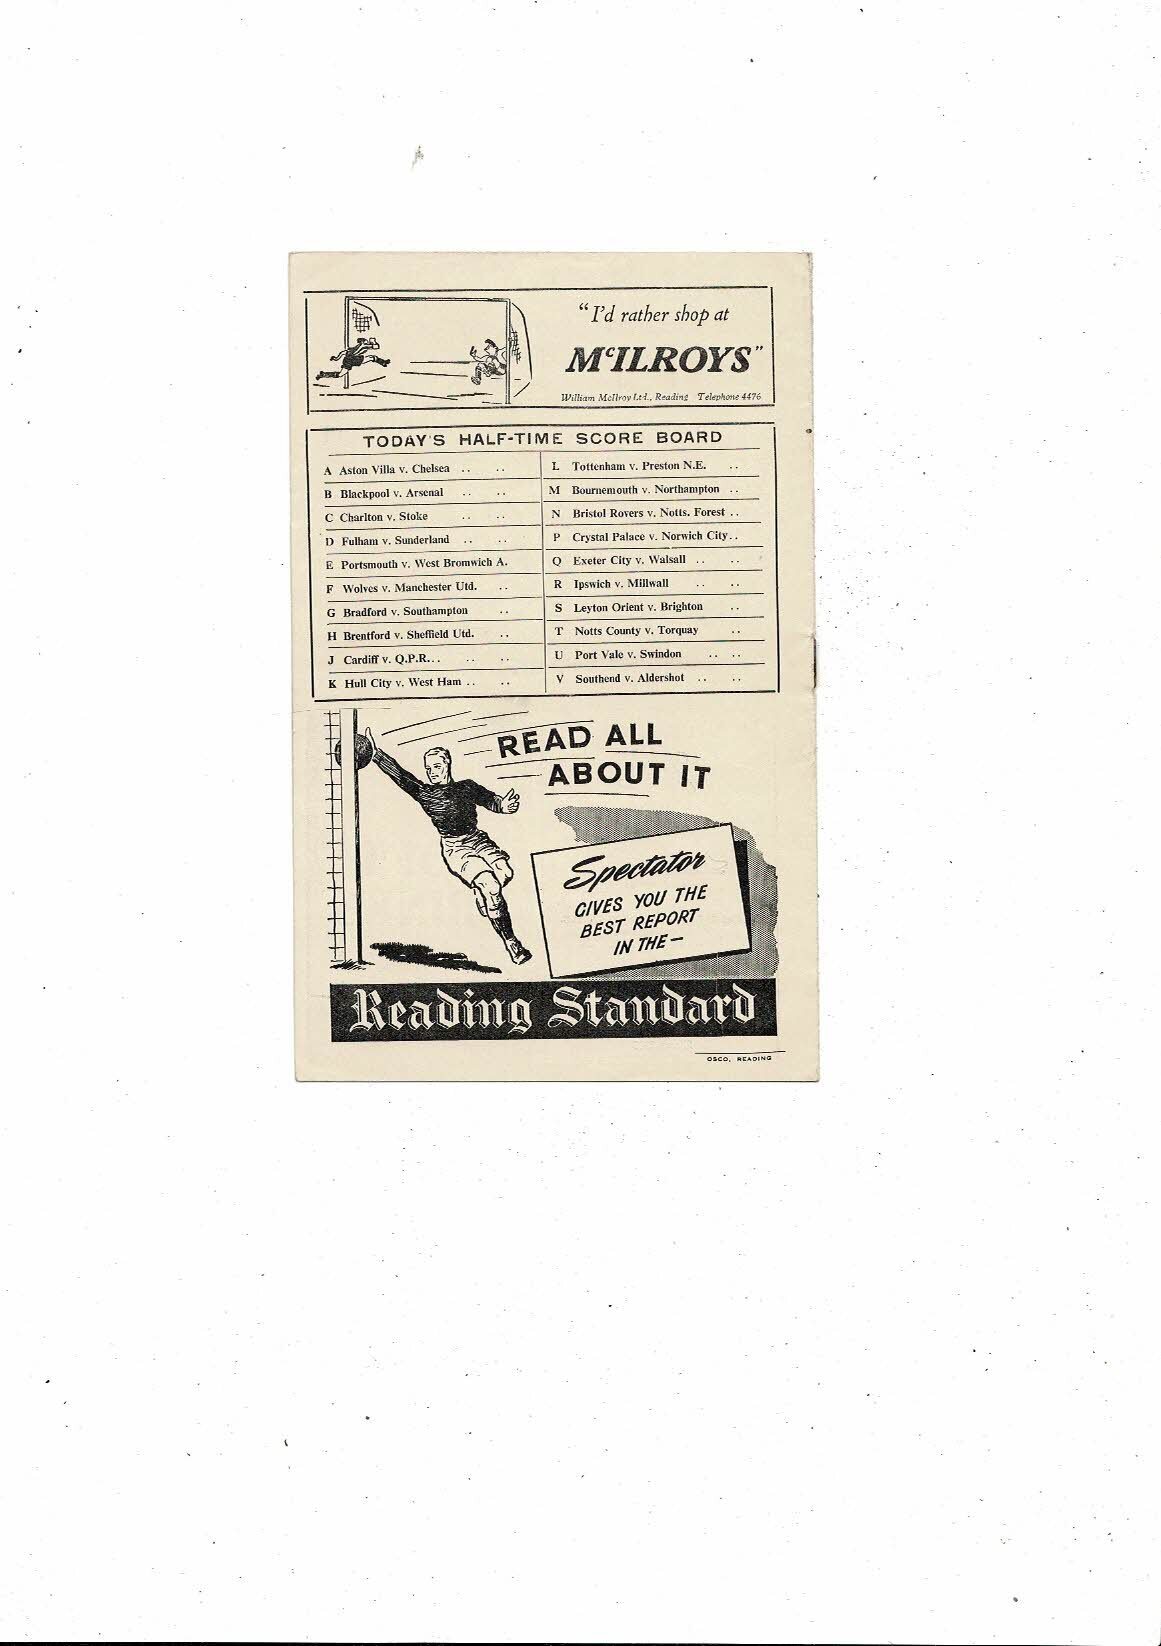 "I'd rather shop at
McILROYS"
William McIlroy Ltd., Reading Telephone 4476
TODAY'S HALF-TIME SCORE BOARD
A Aston Villa v. Chelsea .. ..
B Blackpool v. Arsenal .. ..
C Charlton v. Stoke .. ..
D Fulham v. Sunderland .. ..
E Portsmouth v. West Bromwich A.
F Wolves v. Manchester Utd. ..
G Bradford v. Southampton ..
H Brentford v. Sheffield Utd. ..
J Cardiff v. Q.P.R... .. ..
K Hull City v. West Ham .. ..
L Tottenham v. Preston N.E. ..
M Bournemouth v. Northampton ..
N Bristol Rovers v. Notts. Forest ..
P Crystal Palace v. Norwich City..
Q Exeter City v. Walsall .. ..
R Ipswich v. Millwall .. ..
S Leyton Orient v. Brighton ..
T Notts County v. Torquay ..
U Port Vale v. Swindon .. ..
V Southend v. Aldershot .. ..
READ ALL
ABOUT IT
Spectator
GIVES YOU THE
BEST REPORT
IN THE—
Reading Standard
OSCO, READING